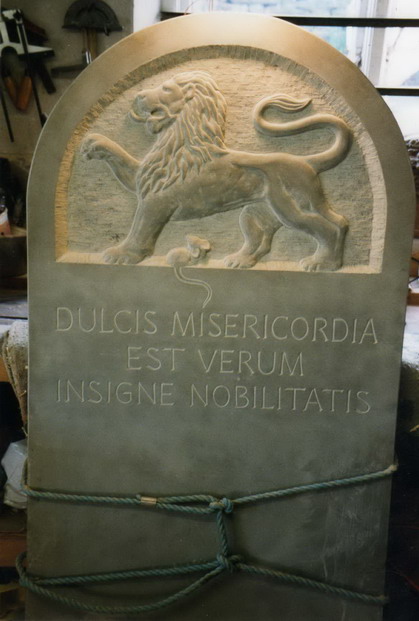 DULCIS MISERICORDIA
EST VERUM
INSIGNE NOBILITATIS